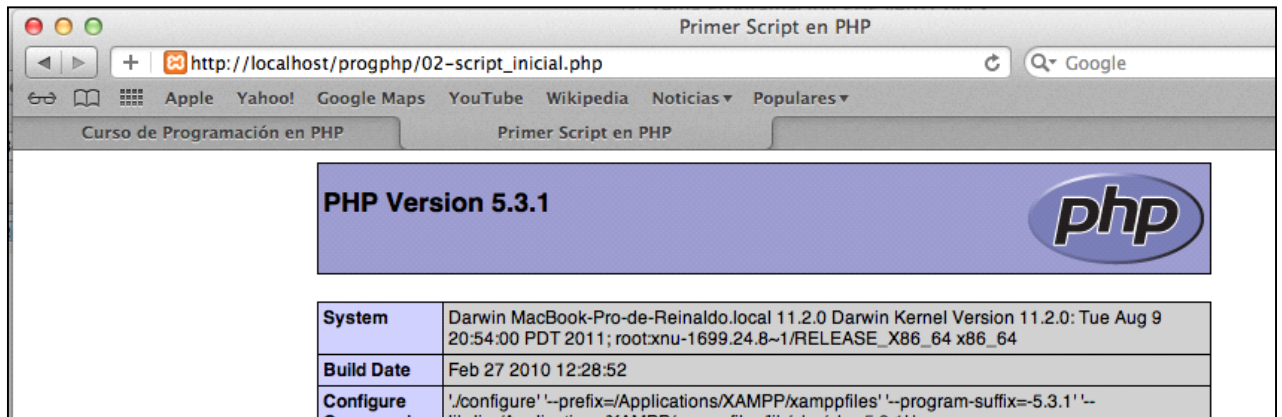 Primer Script en PHP
http://localhost/progphp/02-script_inicial.php
Google
Apple Yahoo! Google Maps YouTube Wikipedia Noticias Populares
Curso de Programación en PHP Primer Script en PHP
PHP Version 5.3.1
php
System Darwin MacBook-Pro-de-Reinaldo.local 11.2.0 Darwin Kernel Version 11.2.0: Tue Aug 9
20:54:00 PDT 2011; root:xnu-1699.24.8~1/RELEASE_X86_64 x86_64
Build Date Feb 27 2010 12:28:52
Configure './configure' '--prefix=/Applications/XAMPP/xamppfiles' '--program-suffix=-5.3.1' '--